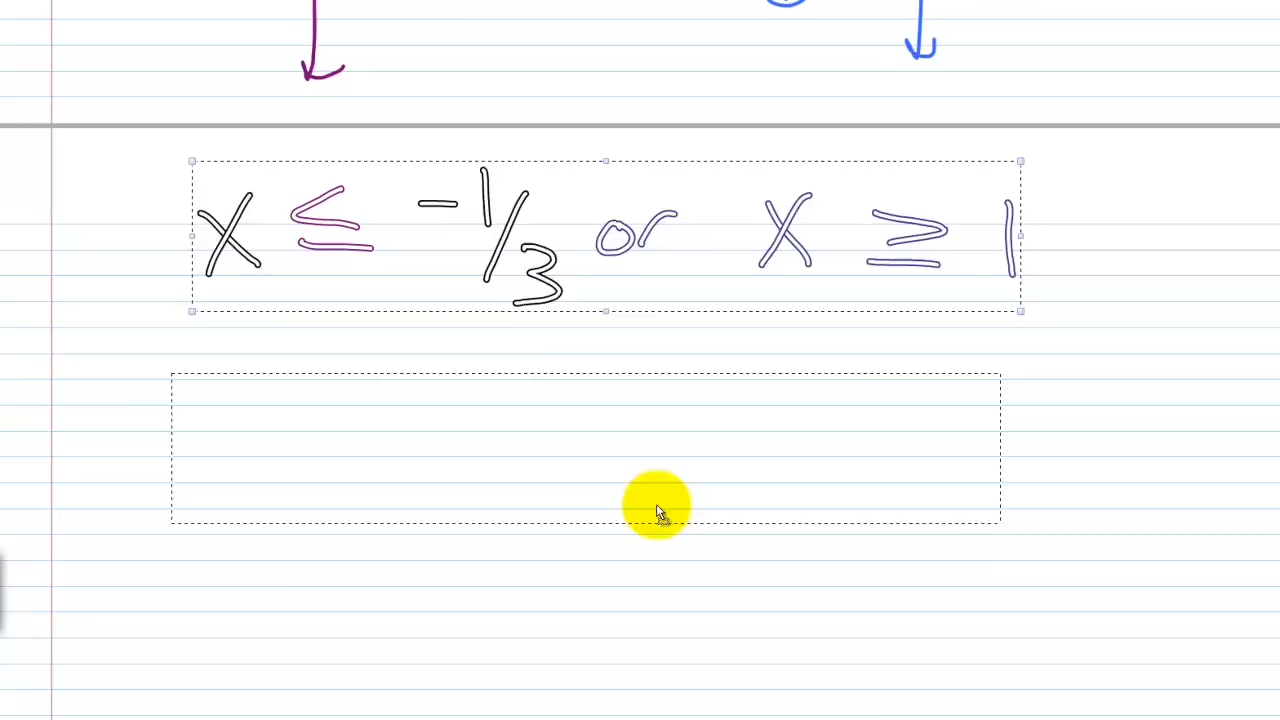 x ≤ -1/3 or x ≥ 1